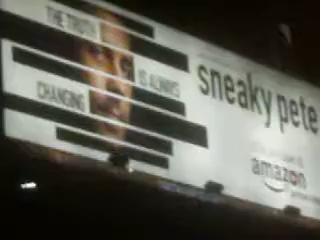 THE TRUTH
IS ALWAYS
CHANGING
sneaky pete
amazon